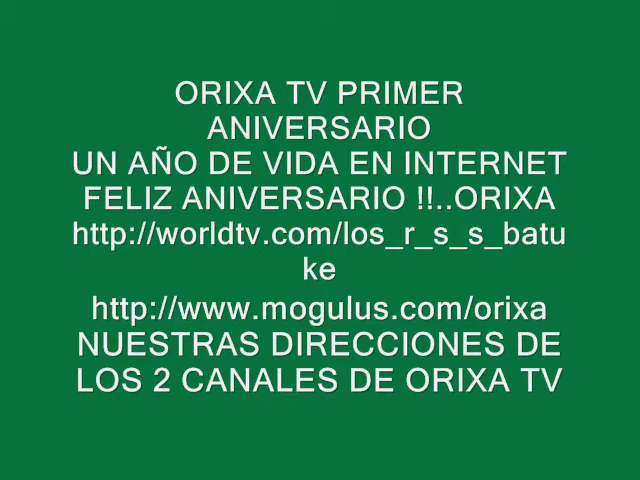 ORIXA TV PRIMER
ANIVERSARIO
UN AÑO DE VIDA EN INTERNET
FELIZ ANIVERSARIO !!..ORIXA
http://worldtv.com/los_r_s_s_batu
ke
http://www.mogulus.com/orixa
NUESTRAS DIRECCIONES DE
LOS 2 CANALES DE ORIXA TV